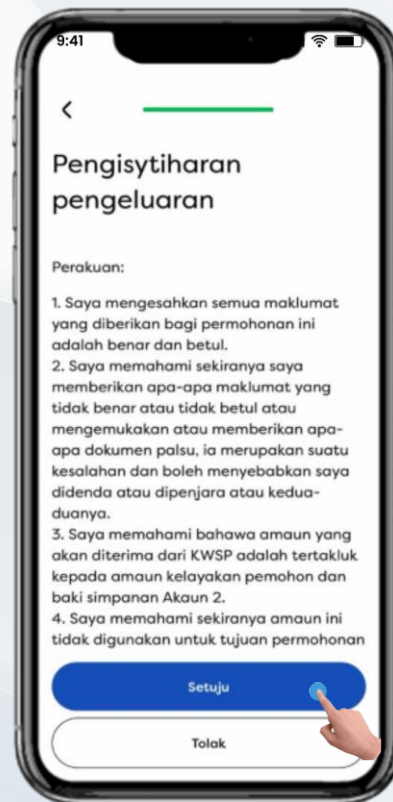 9:41
Pengisytiharan
pengeluaran
Perakuan:
1. Saya mengesahkan semua maklumat
yang diberikan bagi permohonan ini
adalah benar dan betul.
2. Saya memahami sekiranya saya
memberikan apa-apa maklumat yang
tidak benar atau tidak betul atau
mengemukakan atau memberikan apa-
apa dokumen palsu, ia merupakan suatu
kesalahan dan boleh menyebabkan saya
didenda atau dipenjara atau kedua-
duanya.
3. Saya memahami bahawa amaun yang
akan diterima dari KWSP adalah tertakluk
kepada amaun kelayakan pemohon dan
baki simpanan Akaun 2.
4. Saya memahami sekiranya amaun ini
tidak digunakan untuk tujuan permohonan
Setuju
Tolak